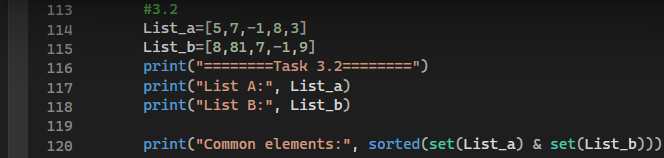 113 #3.2
114 List_a=[5,7,-1,8,3]
115 List_b=[8,81,7,-1,9]
116 print("========Task 3.2========")
117 print("List A:", List_a)
118 print("List B:", List_b)
119
120 print("Common elements:", sorted(set(List_a) & set(List_b)))